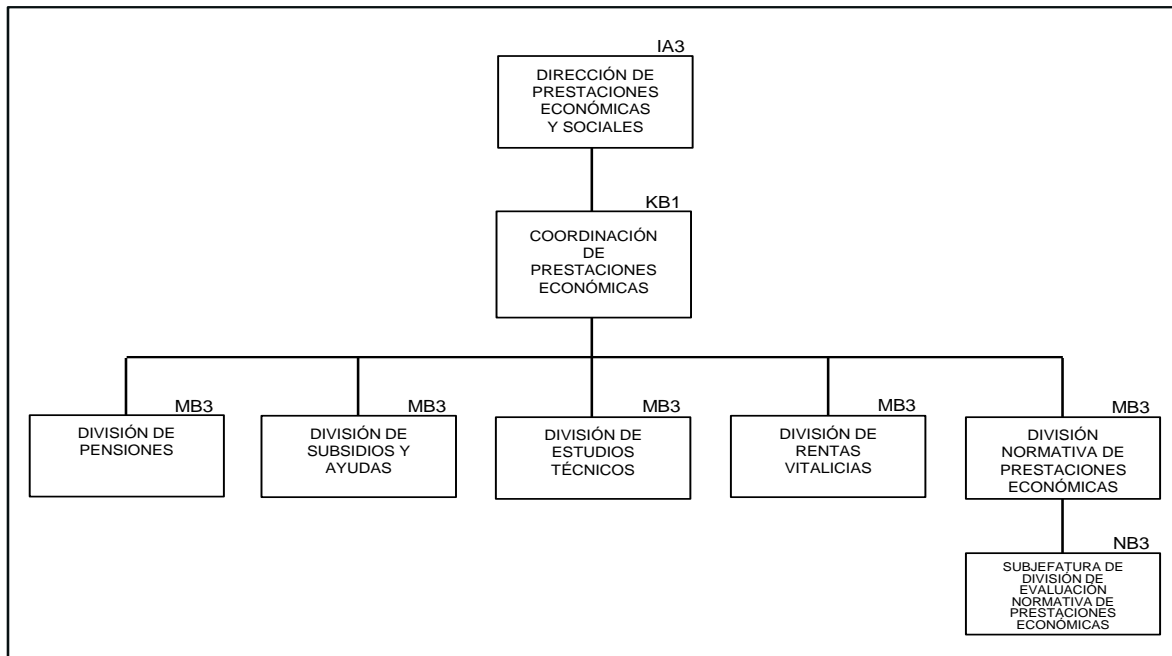 IA3
DIRECCIÓN DE
PRESTACIONES
ECONÓMICAS
Y SOCIALES
KB1
COORDINACIÓN
DE
PRESTACIONES
ECONÓMICAS
MB3
DIVISIÓN DE
PENSIONES
MB3
DIVISIÓN DE
SUBSIDIOS Y
AYUDAS
MB3
DIVISIÓN DE
ESTUDIOS
TÉCNICOS
MB3
DIVISIÓN DE
RENTAS
VITALICIAS
MB3
DIVISIÓN
NORMATIVA DE
PRESTACIONES
ECONÓMICAS
NB3
SUBJEFATURA DE
DIVISIÓN DE
EVALUACIÓN
NORMATIVA DE
PRESTACIONES
ECONÓMICAS